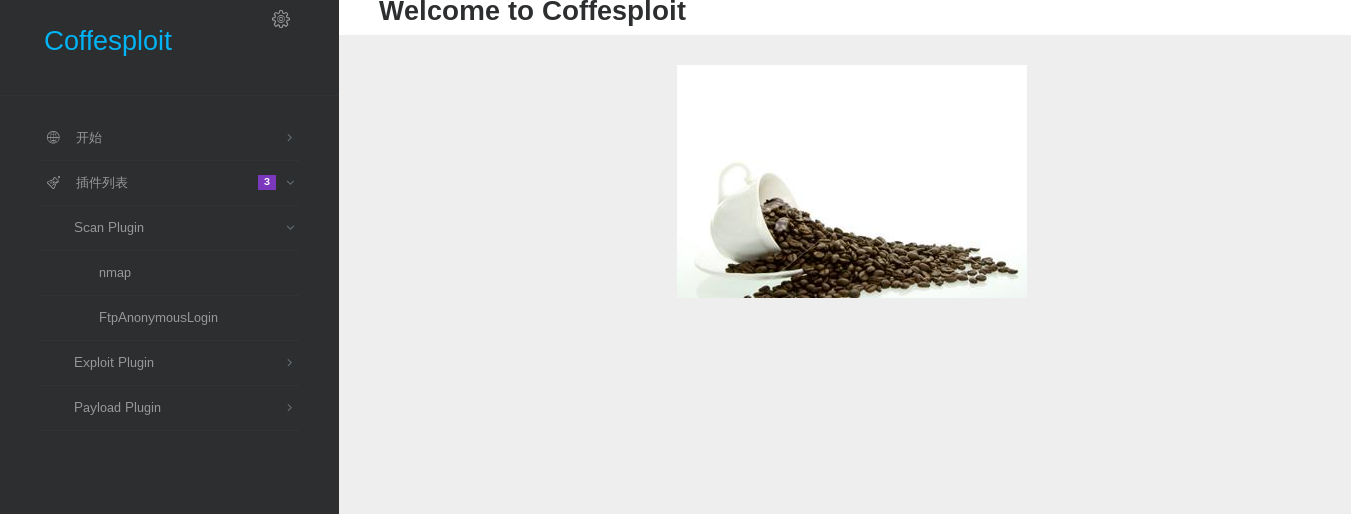 Coffesploit
Welcome to Coffesploit
开始
插件列表 3
Scan Plugin
nmap
FtpAnonymousLogin
Exploit Plugin
Payload Plugin